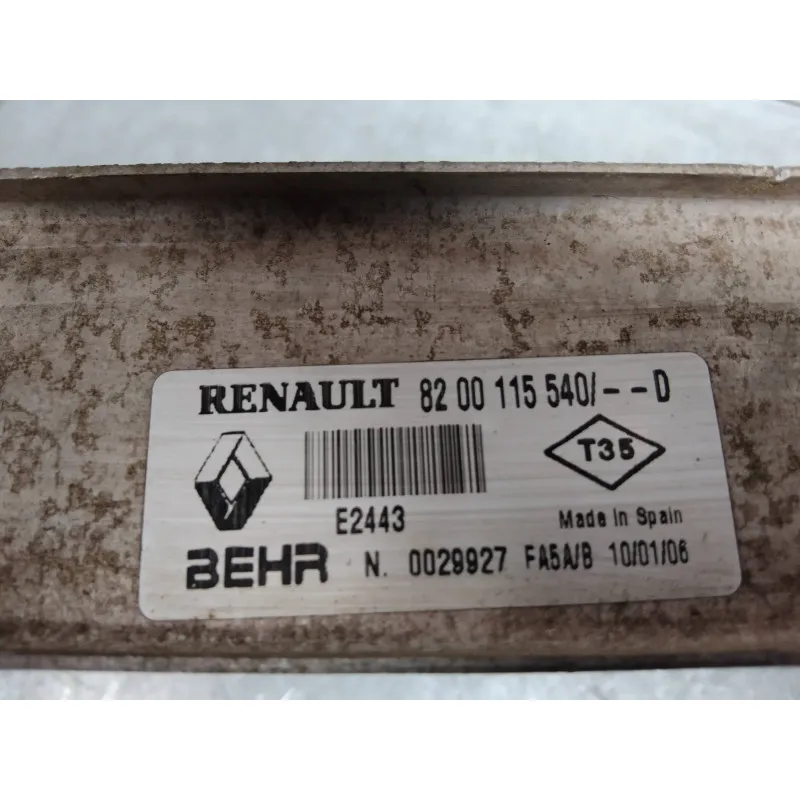 RENAULT 82 00 115 540/--D
T35
E2443 Made in Spain
BEHR N. 0029927 FA5A/B 10/01/06